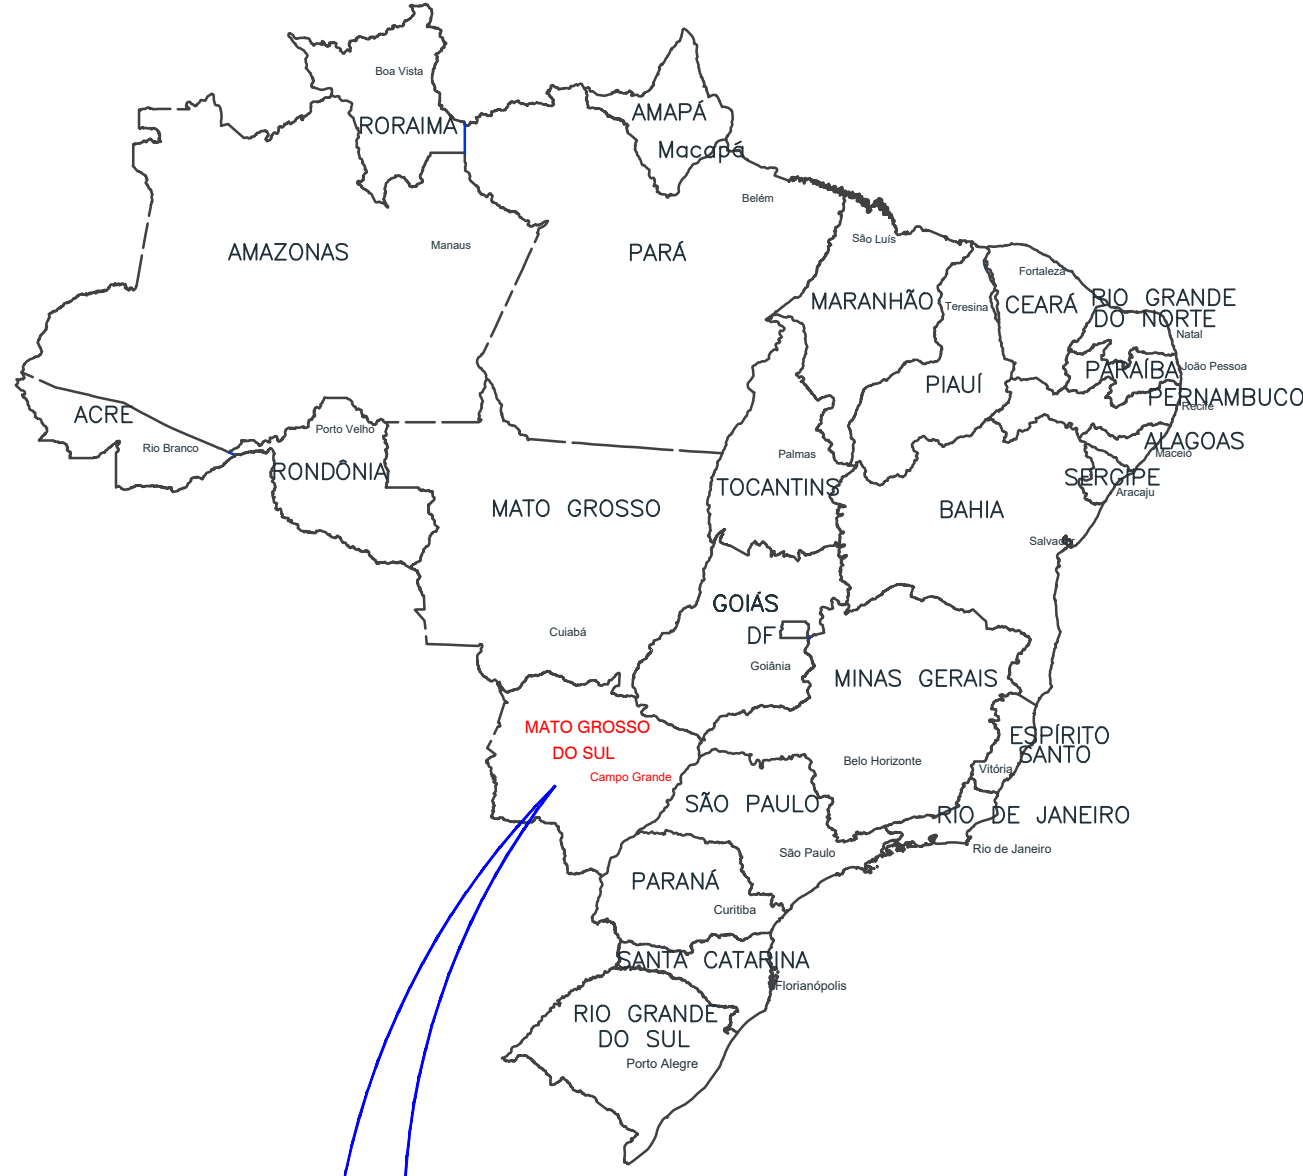 Boa Vista
RORAIMA
AMAPÁ
Macapá
Belém
AMAZONAS
Manaus
PARÁ
São Luís
MARANHÃO
Teresina
Fortaleza
CEARÁ
RIO GRANDE
DO NORTE
Natal
PARAÍBA
João Pessoa
PIAUÍ
PERNAMBUCO
Recife
ACRE
Rio Branco
Porto Velho
RONDÔNIA
ALAGOAS
Maceió
Palmas
TOCANTINS
SERGIPE
Aracaju
MATO GROSSO
BAHIA
Salvador
Cuiabá
GOIÁS
DF
Goiânia
MINAS GERAIS
MATO GROSSO
DO SUL
Campo Grande
ESPÍRITO
SANTO
Belo Horizonte
Vitória
SÃO PAULO
RIO DE JANEIRO
São Paulo
Rio de Janeiro
PARANÁ
Curitiba
SANTA CATARINA
Florianópolis
RIO GRANDE
DO SUL
Porto Alegre